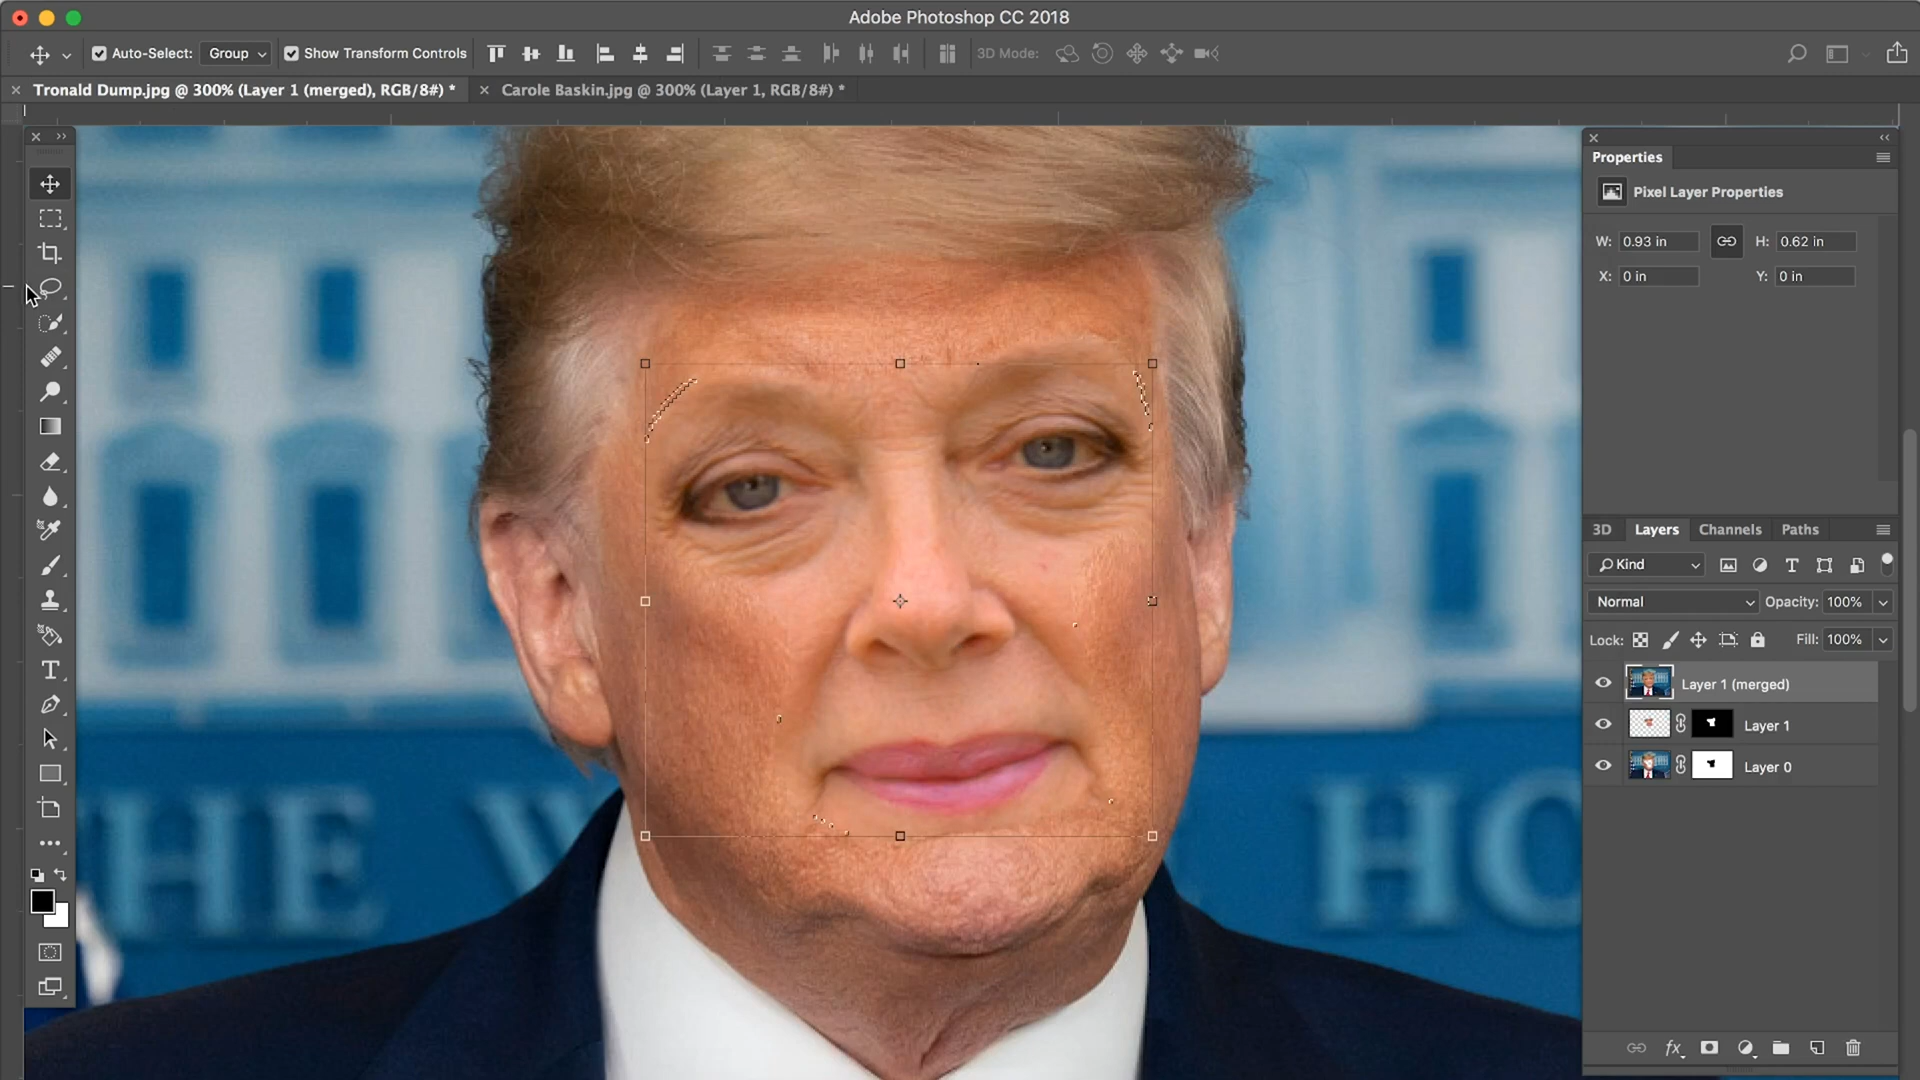 Adobe Photoshop CC 2018
Auto-Select: Group Show Transform Controls 3D Mode:
Tronald Dump.jpg @ 300% (Layer 1 (merged), RGB/8#) * Carole Baskin.jpg @ 300% (Layer 1, RGB/8#) *
Properties
Pixel Layer Properties
W: 0.93 in H: 0.62 in
X: 0 in Y: 0 in
3D Layers Channels Paths
Kind
Normal Opacity: 100%
Lock: Fill: 100%
Layer 1 (merged)
Layer 1
Layer 0
fx
HE W HO